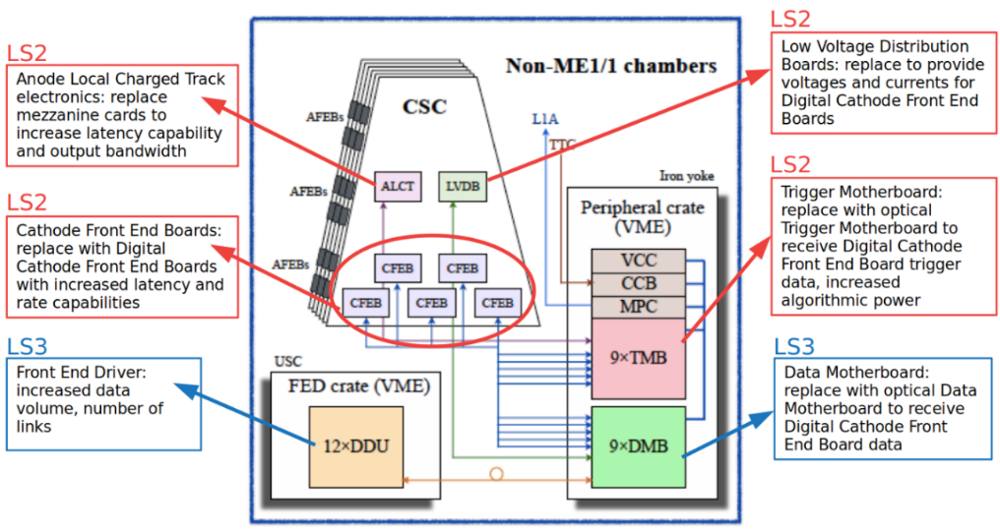 LS2
Anode Local Charged Track
electronics: replace
mezzanine cards to
increase latency capability
and output bandwidth
LS2
Cathode Front End Boards:
replace with Digital
Cathode Front End Boards
with increased latency and
rate capabilities
LS3
Front End Driver:
increased data
volume, number of
links
Non-ME1/1 chambers
CSC
AFEBs
AFEBs
AFEBs
ALCT
LVDB
CFEB
CFEB
CFEB
CFEB
CFEB
L1A
TTC
Iron yoke
Peripheral crate
(VME)
VCC
CCB
MPC
9×TMB
9×DMB
USC
FED crate (VME)
12×DDU
LS2
Low Voltage Distribution
Boards: replace to provide
voltages and currents for
Digital Cathode Front End
Boards
LS2
Trigger Motherboard:
replace with optical
Trigger Motherboard to
receive Digital Cathode
Front End Board trigger
data, increased
algorithmic power
LS3
Data Motherboard:
replace with optical Data
Motherboard to receive
Digital Cathode Front
End Board data